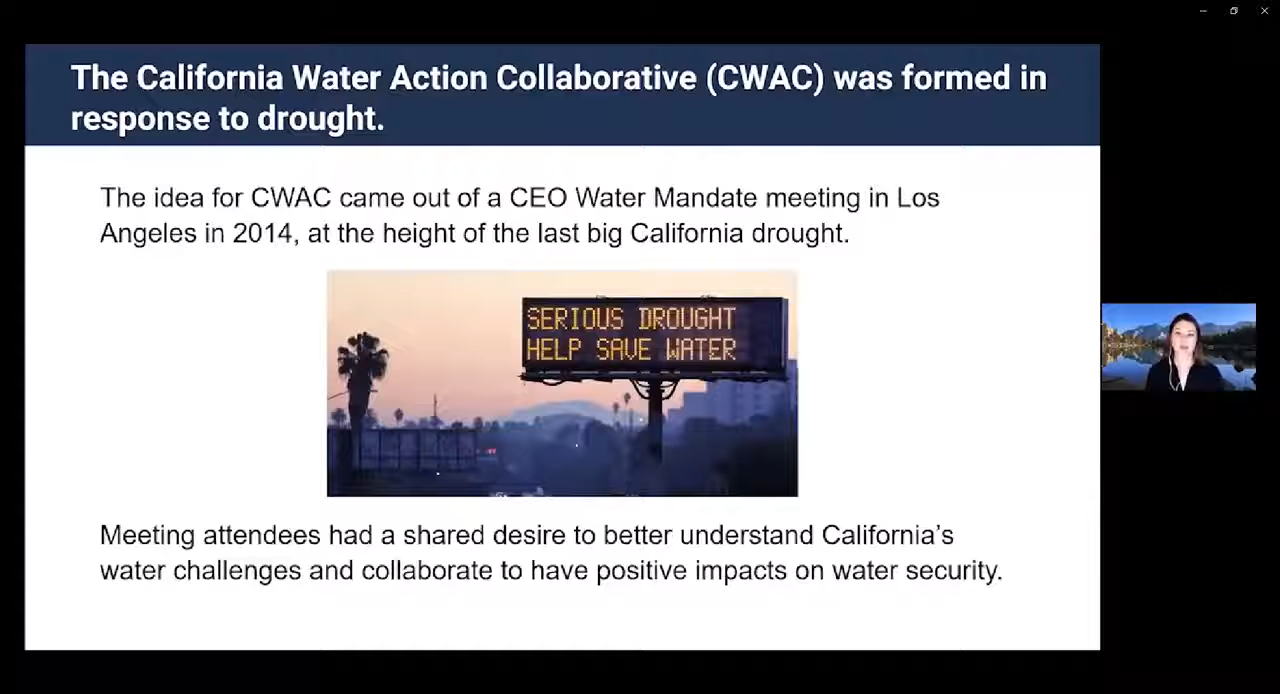 The California Water Action Collaborative (CWAC) was formed in
response to drought.
The idea for CWAC came out of a CEO Water Mandate meeting in Los
Angeles in 2014, at the height of the last big California drought.
SERIOUS DROUGHT
HELP SAVE WATER
Meeting attendees had a shared desire to better understand California’s
water challenges and collaborate to have positive impacts on water security.